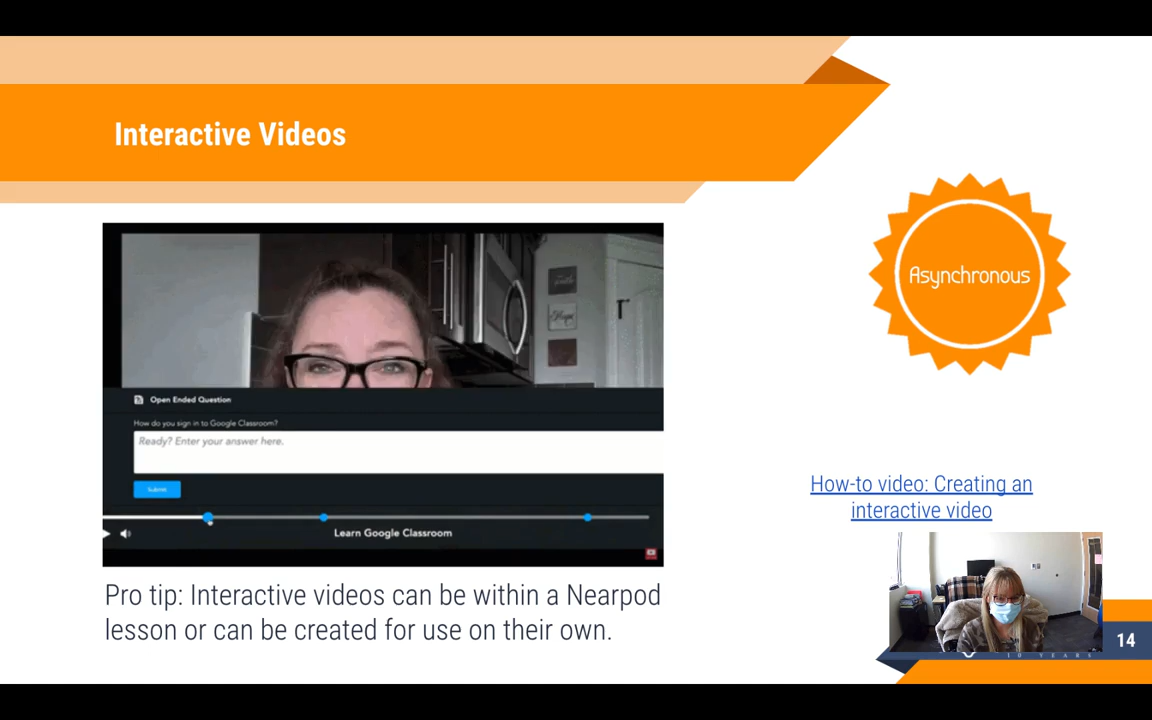 Interactive Videos
Asynchronous
Open Ended Question
How do you sign in to Google Classroom?
Ready? Enter your answer here.
Submit
Learn Google Classroom
How-to video: Creating an
interactive video
Pro tip: Interactive videos can be within a Nearpod
lesson or can be created for use on their own.
14
10 YEARS